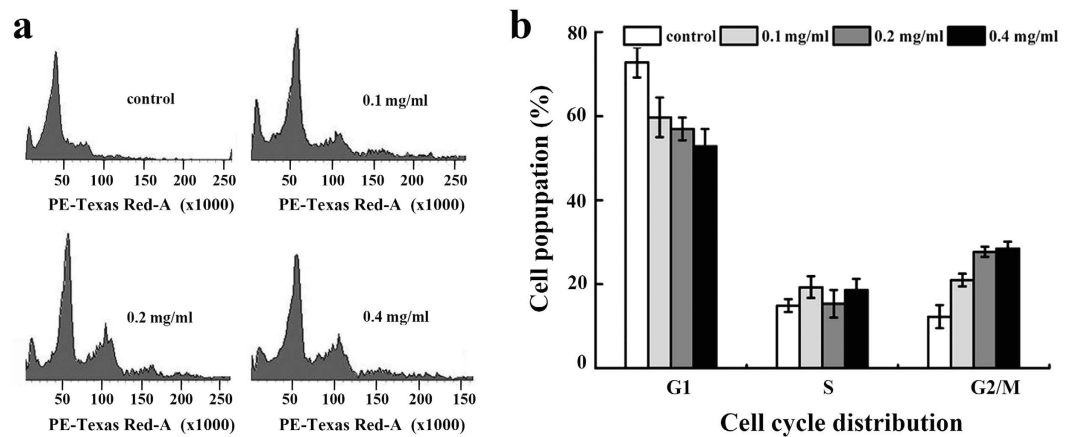 a
control
50 100 150 200 250
PE-Texas Red-A (x1000)
0.1 mg/ml
50 100 150 200 250
PE-Texas Red-A (x1000)
0.2 mg/ml
50 100 150 200 250
PE-Texas Red-A (x1000)
0.4 mg/ml
50 100 150 200 250
PE-Texas Red-A (x1000)
b
control 0.1 mg/ml 0.2 mg/ml 0.4 mg/ml
Cell popupation (%)
80
60
40
20
0
G1 S G2/M
Cell cycle distribution